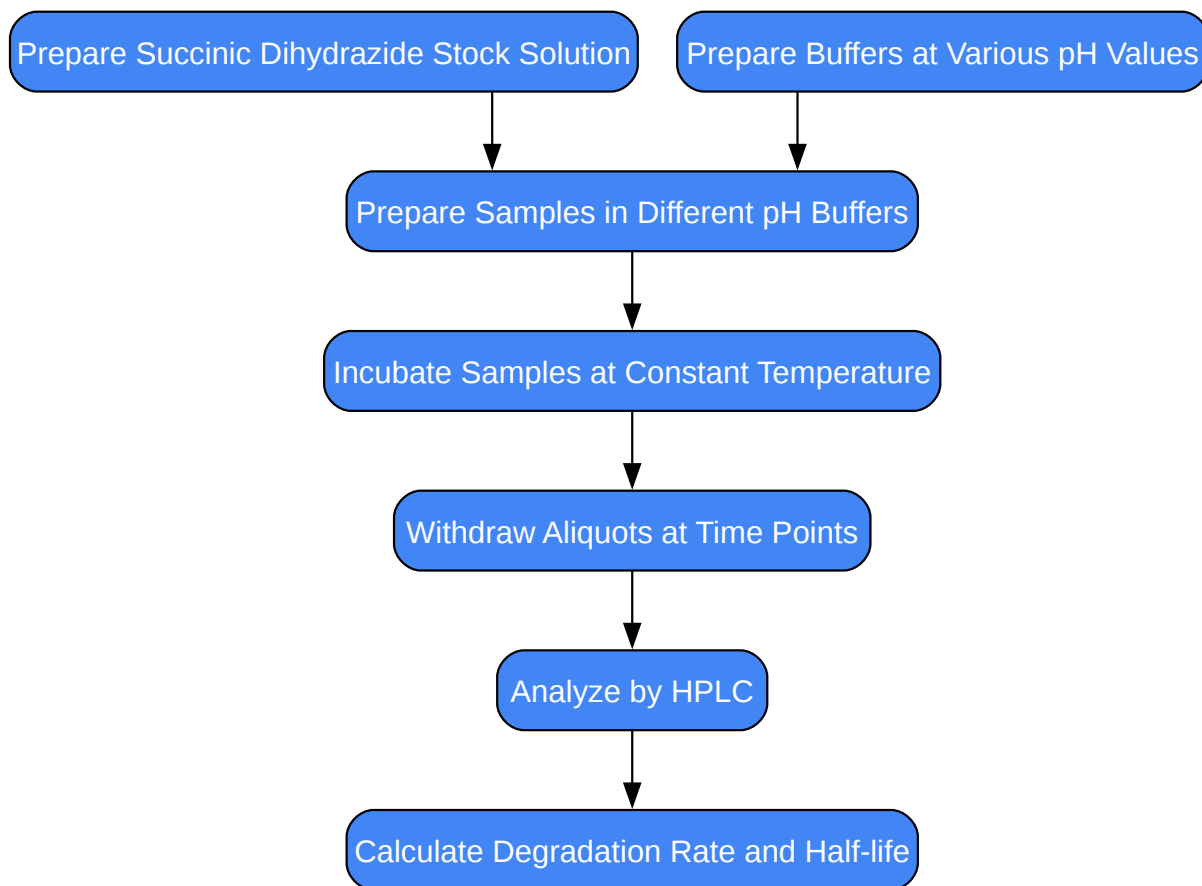 Prepare Succinic Dihydrazide Stock Solution
Prepare Buffers at Various pH Values
Prepare Samples in Different pH Buffers
Incubate Samples at Constant Temperature
Withdraw Aliquots at Time Points
Analyze by HPLC
Calculate Degradation Rate and Half-life